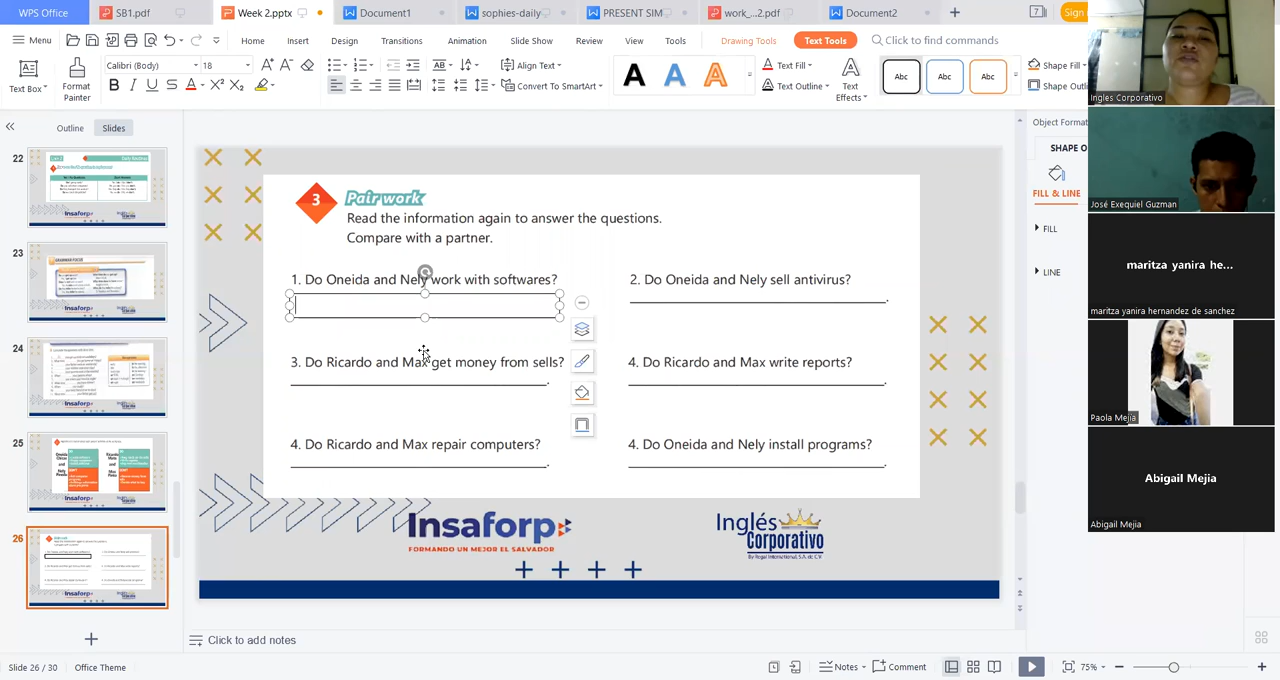 WPS Office
SB1.pdf
Week 2.pptx
Document1
sophies-daily
PRESENT SIM
work_...2.pdf
Document2
Sign
Menu
Home
Insert
Design
Transitions
Animation
Slide Show
Review
View
Tools
Drawing Tools
Text Tools
Click to find commands
Text Box
Format Painter
Calibri (Body)
18
Align Text
Convert To SmartArt
Text Fill
Text Outline
Text Effects
Abc
Abc
Abc
Shape Fill
Shape Outl
Outline
Slides
22
23
24
25
26
3
Pair work
Read the information again to answer the questions.
Compare with a partner.
1. Do Oneida and Nely work with sonwares?
2. Do Oneida and Nely sell antivirus?
3. Do Ricardo and Max get money from sells?
4. Do Ricardo and Max make reports?
4. Do Ricardo and Max repair computers?
4. Do Oneida and Nely install programs?
Insaforp
FORMANDO UN MEJOR EL SALVADOR
Inglés
Corporativo
By Regal International, S.A. de C.V
Object Format
SHAPE O
FILL & LINE
FILL
LINE
Ingles Corporativo
José Exequiel Guzman
maritza yanira he...
maritza yanira hernandez de sanchez
Paola Mejia
Abigail Mejia
Abigail Mejia
Click to add notes
Slide 26 / 30
Office Theme
Notes
Comment
75%